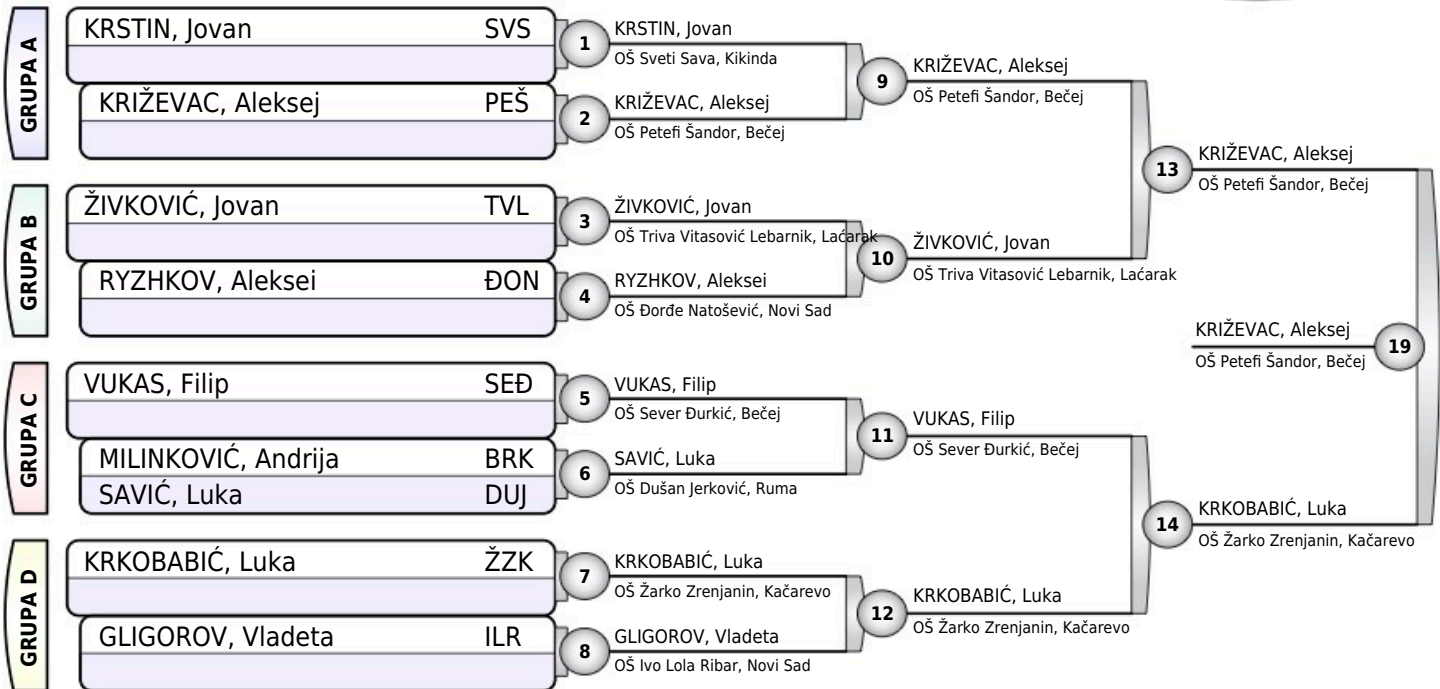 GRUPA A
KRSTIN, Jovan SVS
KRIŽEVAC, Aleksej PEŠ
GRUPA B
ŽIVKOVIĆ, Jovan TVL
RYZHKOV, Aleksei ĐON
GRUPA C
VUKAS, Filip SEĐ
MILINKOVIĆ, Andrija BRK
SAVIĆ, Luka DUJ
GRUPA D
KRKOBABIĆ, Luka ŽZK
GLIGOROV, Vladeta ILR
1
KRSTIN, Jovan
OŠ Sveti Sava, Kikinda
2
KRIŽEVAC, Aleksej
OŠ Petefi Šandor, Bečej
3
ŽIVKOVIĆ, Jovan
OŠ Triva Vitasović Lebarnik, Laćarak
4
RYZHKOV, Aleksei
OŠ Đorđe Natošević, Novi Sad
5
VUKAS, Filip
OŠ Sever Đurkić, Bečej
6
SAVIĆ, Luka
OŠ Dušan Jerković, Ruma
7
KRKOBABIĆ, Luka
OŠ Žarko Zrenjanin, Kačarevo
8
GLIGOROV, Vladeta
OŠ Ivo Lola Ribar, Novi Sad
9
KRIŽEVAC, Aleksej
OŠ Petefi Šandor, Bečej
10
ŽIVKOVIĆ, Jovan
OŠ Triva Vitasović Lebarnik, Laćarak
11
VUKAS, Filip
OŠ Sever Đurkić, Bečej
12
KRKOBABIĆ, Luka
OŠ Žarko Zrenjanin, Kačarevo
13
KRIŽEVAC, Aleksej
OŠ Petefi Šandor, Bečej
14
KRKOBABIĆ, Luka
OŠ Žarko Zrenjanin, Kačarevo
KRIŽEVAC, Aleksej
OŠ Petefi Šandor, Bečej
19